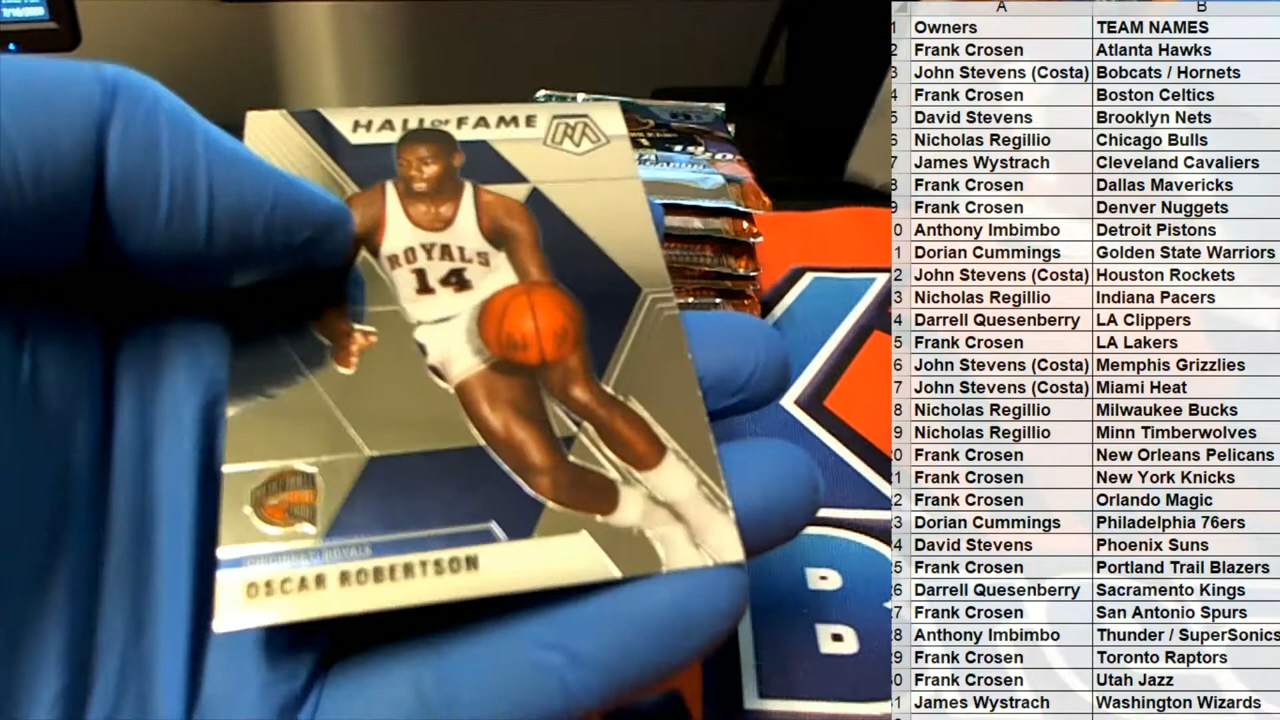 HALL OF FAME
ROYALS
14
CINCINNATI ROYALS
OSCAR ROBERTSON
A B
1 Owners TEAM NAMES
2 Frank Crosen Atlanta Hawks
3 John Stevens (Costa) Bobcats / Hornets
4 Frank Crosen Boston Celtics
5 David Stevens Brooklyn Nets
6 Nicholas Regillio Chicago Bulls
7 James Wystrach Cleveland Cavaliers
8 Frank Crosen Dallas Mavericks
9 Frank Crosen Denver Nuggets
0 Anthony Imbimbo Detroit Pistons
1 Dorian Cummings Golden State Warriors
2 John Stevens (Costa) Houston Rockets
3 Nicholas Regillio Indiana Pacers
4 Darrell Quesenberry LA Clippers
5 Frank Crosen LA Lakers
6 John Stevens (Costa) Memphis Grizzlies
7 John Stevens (Costa) Miami Heat
8 Nicholas Regillio Milwaukee Bucks
9 Nicholas Regillio Minn Timberwolves
0 Frank Crosen New Orleans Pelicans
1 Frank Crosen New York Knicks
2 Frank Crosen Orlando Magic
3 Dorian Cummings Philadelphia 76ers
4 David Stevens Phoenix Suns
5 Frank Crosen Portland Trail Blazers
6 Darrell Quesenberry Sacramento Kings
7 Frank Crosen San Antonio Spurs
8 Anthony Imbimbo Thunder / SuperSonics
29 Frank Crosen Toronto Raptors
0 Frank Crosen Utah Jazz
1 James Wystrach Washington Wizards